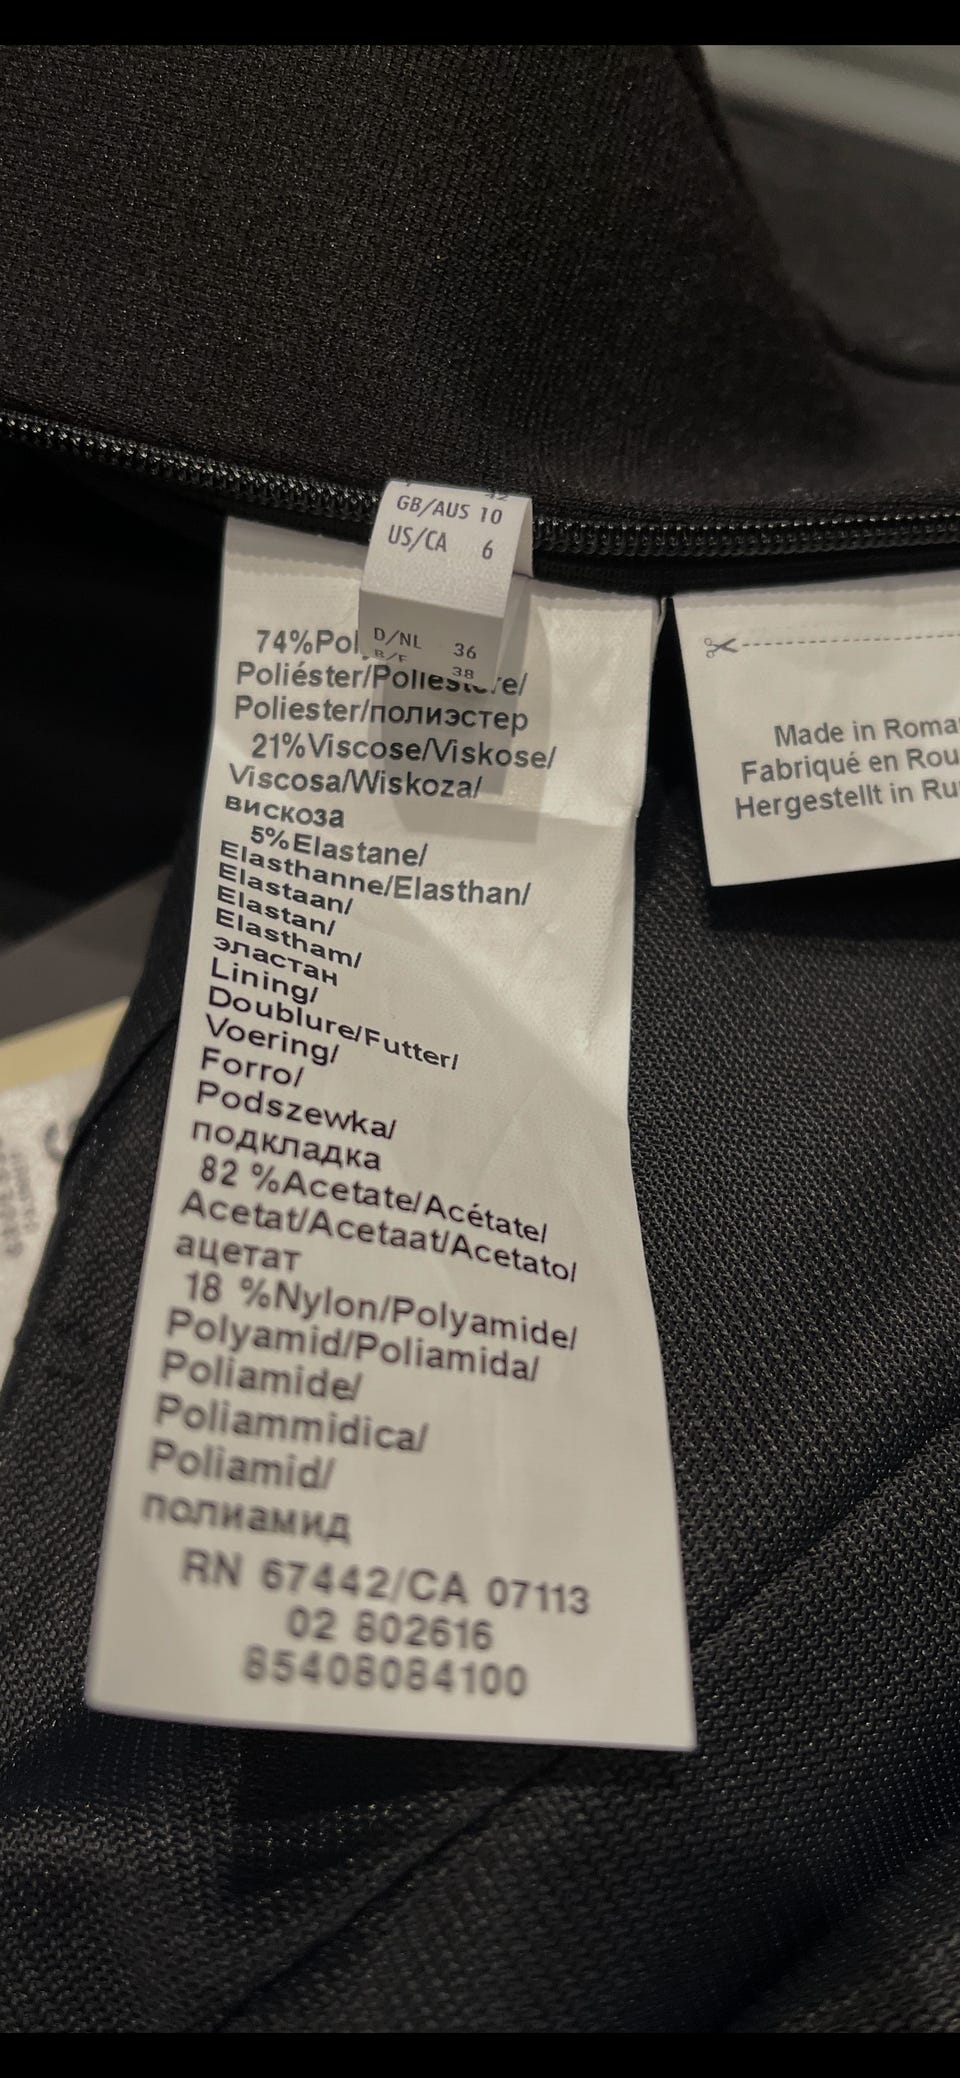 42
GB/AUS 10
US/CA 6
D/NL 36
B/F 38
74%Pol
Poliéster/Poliestere/
Poliester/полиэстер
21%Viscose/Viskose/
Viscosa/Wiskoza/
вискоза
5%Elastane/
Elasthanne/Elasthan/
Elastaan/
Elastan/
Elastham/
эластан
Lining/
Doublure/Futter/
Voering/
Forro/
Podszewka/
подкладка
82 %Acetate/Acétate/
Acetat/Acetaat/Acetato/
ацетат
18 %Nylon/Polyamide/
Polyamid/Poliamida/
Poliamide/
Poliammidica/
Poliamid/
полиамид
RN 67442/CA 07113
02 802616
85408084100
Made in Roma
Fabriqué en Rou
Hergestellt in Ru